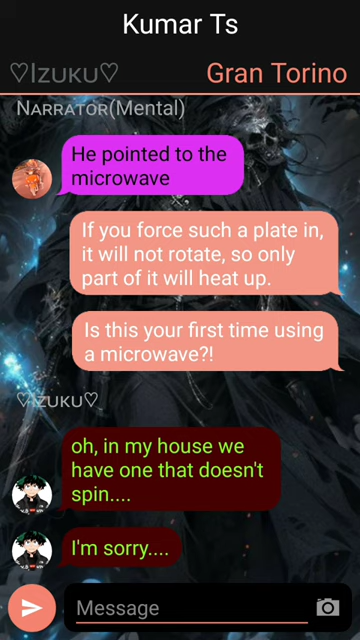 Kumar Ts
♡Izuku♡
Gran Torino
Narrator(Mental)
He pointed to the
microwave
If you force such a plate in,
it will not rotate, so only
part of it will heat up.
Is this your first time using
a microwave?!
♡Izuku♡
oh, in my house we
have one that doesn't
spin....
I'm sorry....
Message